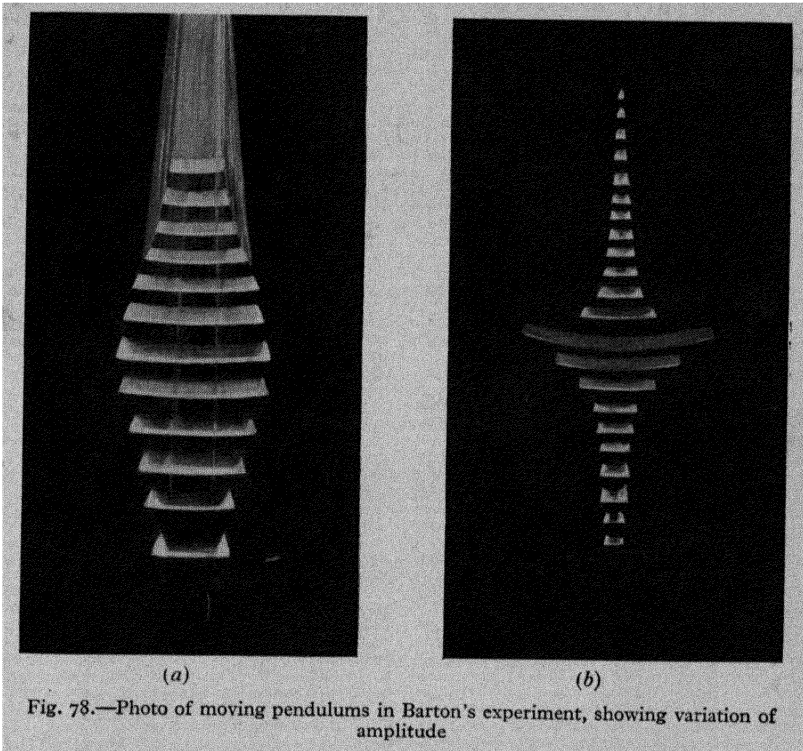 (a)
(b)
Fig. 78.—Photo of moving pendulums in Barton's experiment, showing variation of
amplitude